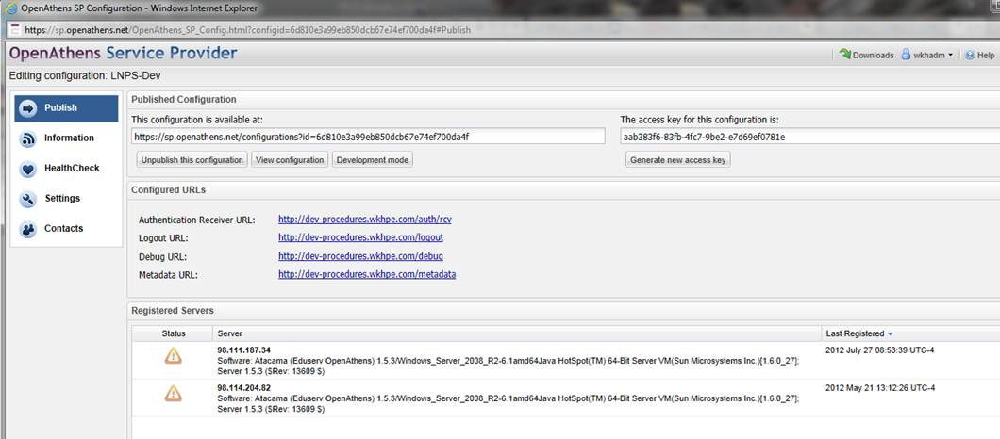 OpenAthens SP Configuration - Windows Internet Explorer
https://sp.openathens.net/OpenAthens_SP_Config.html?configid=6d810e3a99eb850dcb67e74ef700da4f#Publish
OpenAthens Service Provider
Downloads wkhadm Help
Editing configuration: LNPS-Dev
Publish
Information
HealthCheck
Settings
Contacts
Published Configuration
This configuration is available at:
https://sp.openathens.net/configurations?id=6d810e3a99eb850dcb67e74ef700da4f
Unpublish this configuration View configuration Development mode
The access key for this configuration is:
aab383f6-83fb-4fc7-9be2-e7d69ef0781e
Generate new access key
Configured URLs
Authentication Receiver URL: http://dev-procedures.wkhpe.com/auth/rcv
Logout URL: http://dev-procedures.wkhpe.com/logout
Debug URL: http://dev-procedures.wkhpe.com/debug
Metadata URL: http://dev-procedures.wkhpe.com/metadata
Registered Servers
Status Server Last Registered
98.111.187.34 2012 July 27 08:53:39 UTC-4
Software: Atacama (Eduserv OpenAthens) 1.5.3/Windows_Server_2008_R2-6.1amd64Java HotSpot(TM) 64-Bit Server VM(Sun Microsystems Inc.)[1.6.0_27];
Server 1.5.3 ($Rev: 13609 $)
98.114.204.82 2012 May 21 13:12:26 UTC-4
Software: Atacama (Eduserv OpenAthens) 1.5.3/Windows_Server_2008_R2-6.1amd64Java HotSpot(TM) 64-Bit Server VM(Sun Microsystems Inc.)[1.6.0_27];
Server 1.5.3 ($Rev: 13609 $)